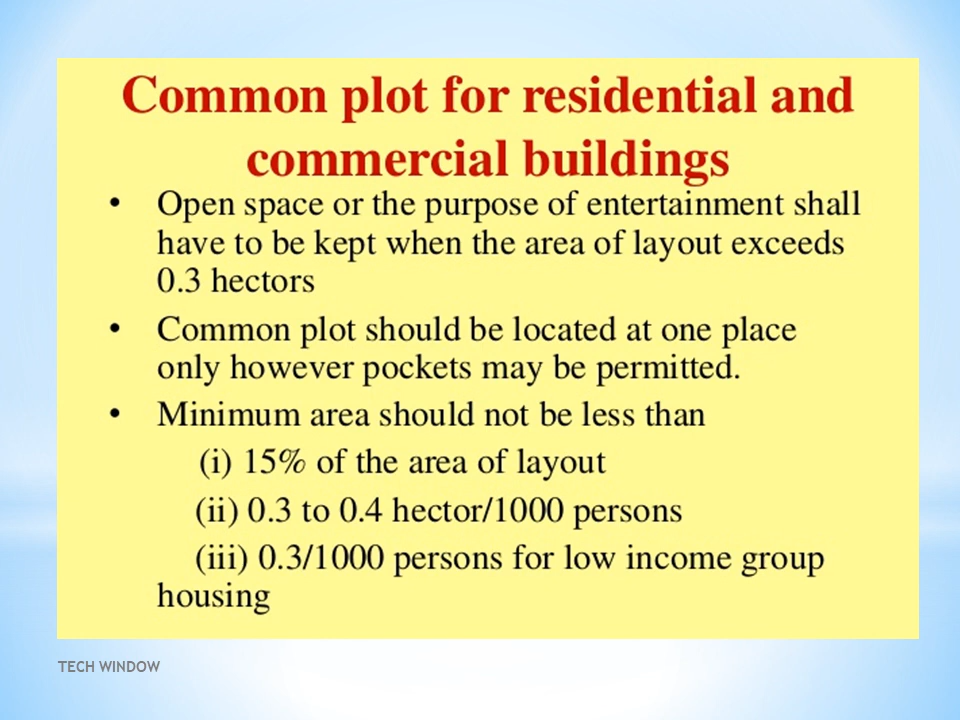 Common plot for residential and
commercial buildings
• Open space or the purpose of entertainment shall
have to be kept when the area of layout exceeds
0.3 hectors
• Common plot should be located at one place
only however pockets may be permitted.
• Minimum area should not be less than
(i) 15% of the area of layout
(ii) 0.3 to 0.4 hector/1000 persons
(iii) 0.3/1000 persons for low income group
housing
TECH WINDOW